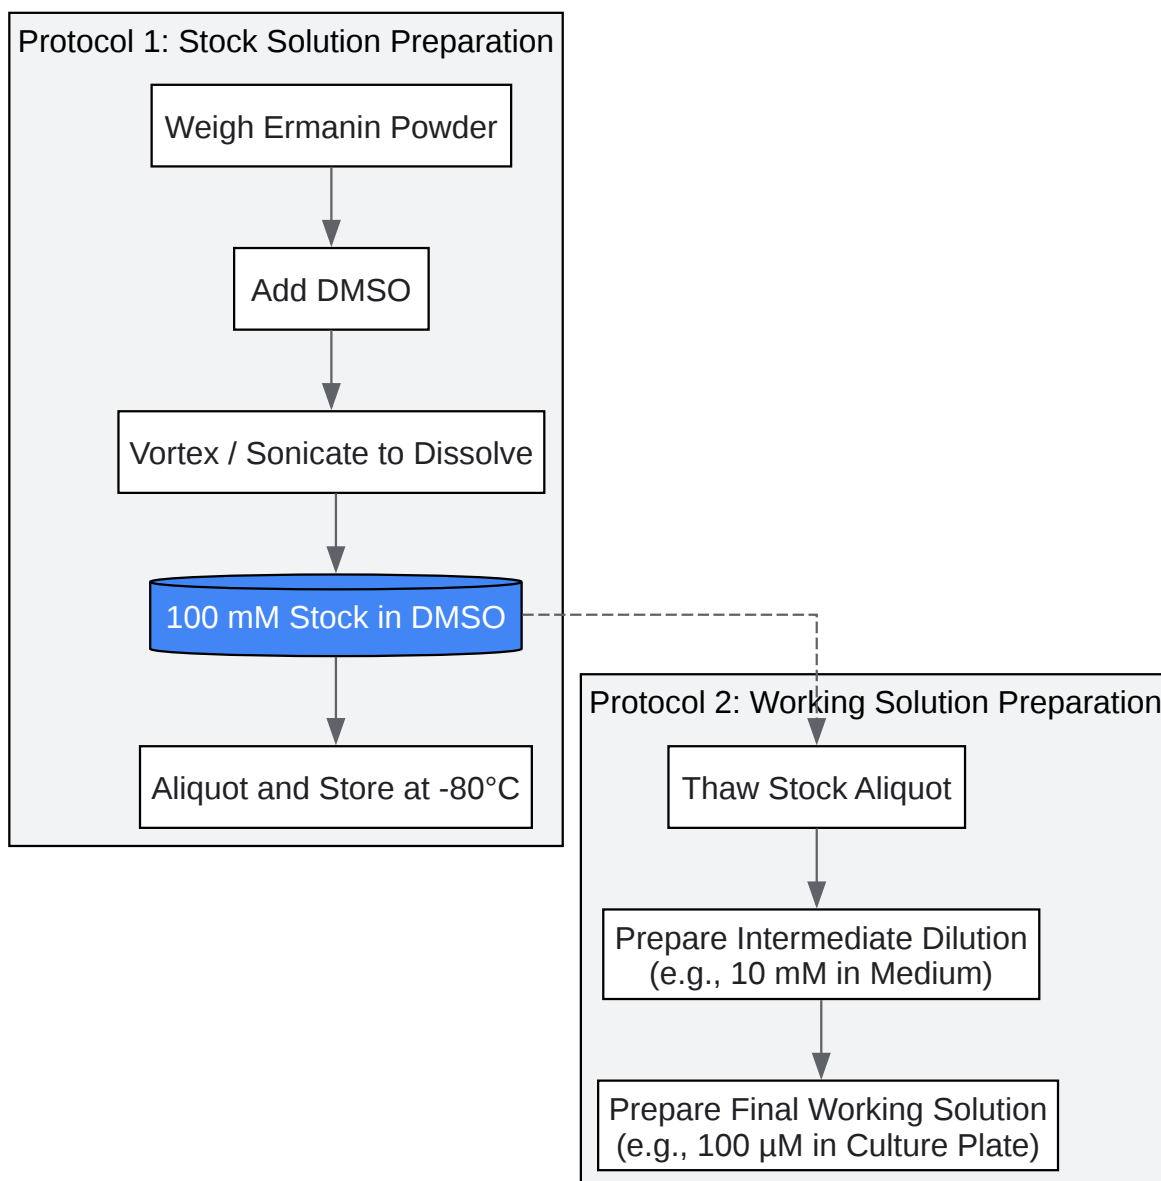 Protocol 1: Stock Solution Preparation
Weigh Ermanin Powder
Add DMSO
Vortex / Sonicate to Dissolve
100 mM Stock in DMSO
Aliquot and Store at -80°C
Protocol 2: Working Solution Preparation
Thaw Stock Aliquot
Prepare Intermediate Dilution
(e.g., 10 mM in Medium)
Prepare Final Working Solution
(e.g., 100 µM in Culture Plate)